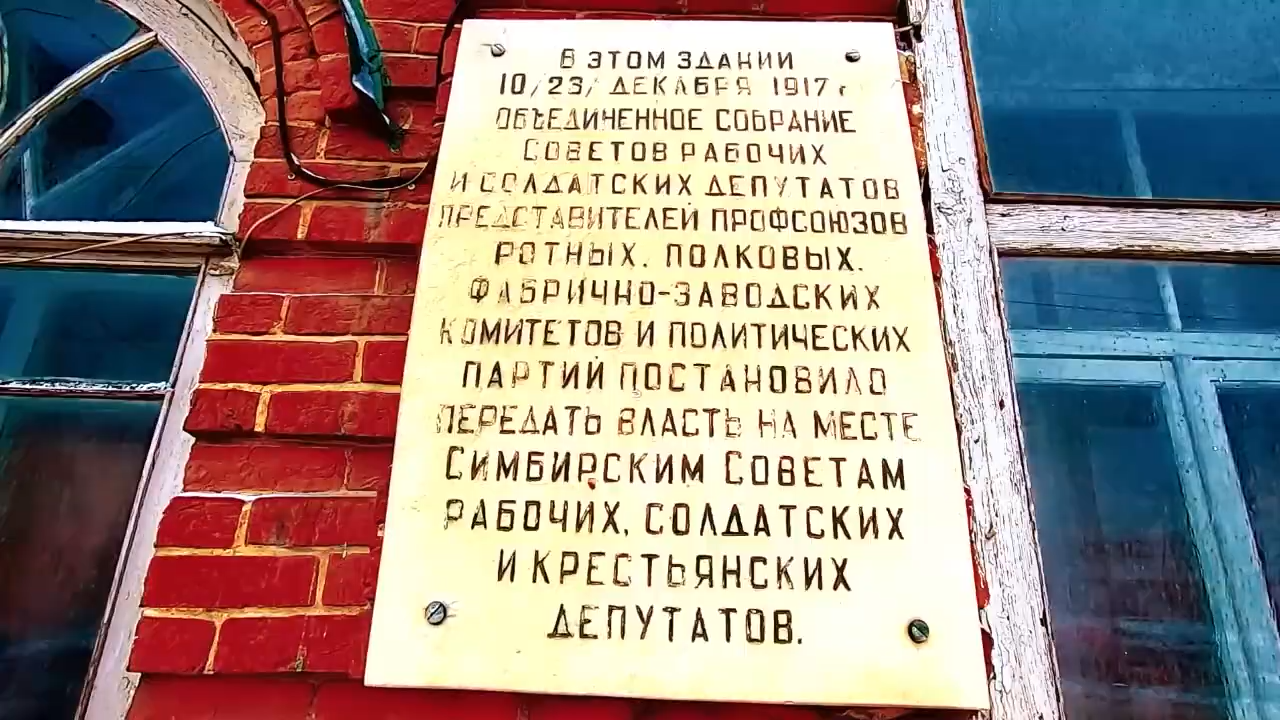 В ЭТОМ ЗДАНИИ
10/23/ ДЕКАБРЯ 1917 г
ОБЪЕДИНЕННОЕ СОБРАНИЕ
СОВЕТОВ РАБОЧИХ
И СОЛДАТСКИХ ДЕПУТАТОВ
ПРЕДСТАВИТЕЛЕЙ ПРОФСОЮЗОВ
РОТНЫХ. ПОЛКОВЫХ.
ФАБРИЧНО-ЗАВОДСКИХ
КОМИТЕТОВ И ПОЛИТИЧЕСКИХ
ПАРТИЙ ПОСТАНОВИЛО
ПЕРЕДАТЬ ВЛАСТЬ НА МЕСТЕ
СИМБИРСКИМ СОВЕТАМ
РАБОЧИХ, СОЛДАТСКИХ
И КРЕСТЬЯНСКИХ
ДЕПУТАТОВ.